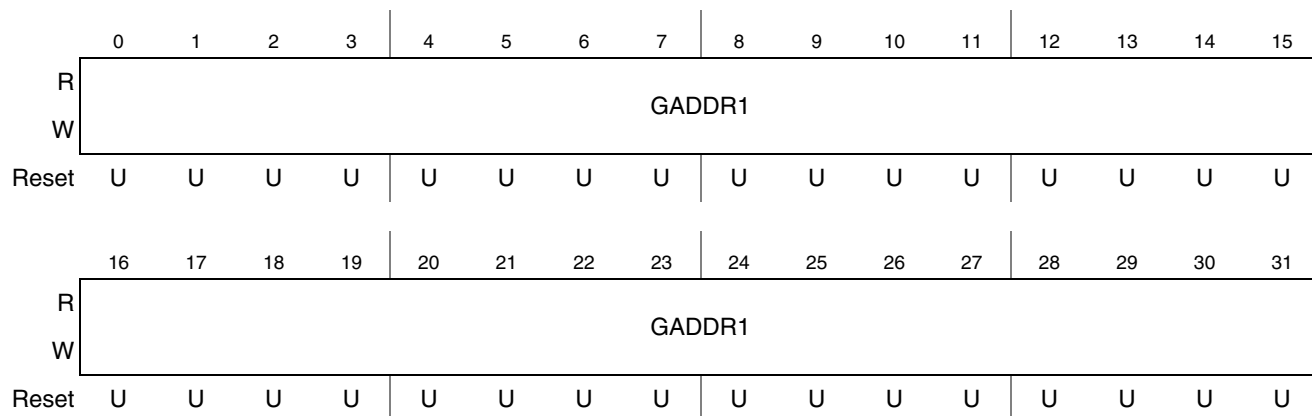 0 1 2 3 4 5 6 7 8 9 10 11 12 13 14 15
R
GADDR1
W
Reset U U U U U U U U U U U U U U U U
16 17 18 19 20 21 22 23 24 25 26 27 28 29 30 31
R
GADDR1
W
Reset U U U U U U U U U U U U U U U U